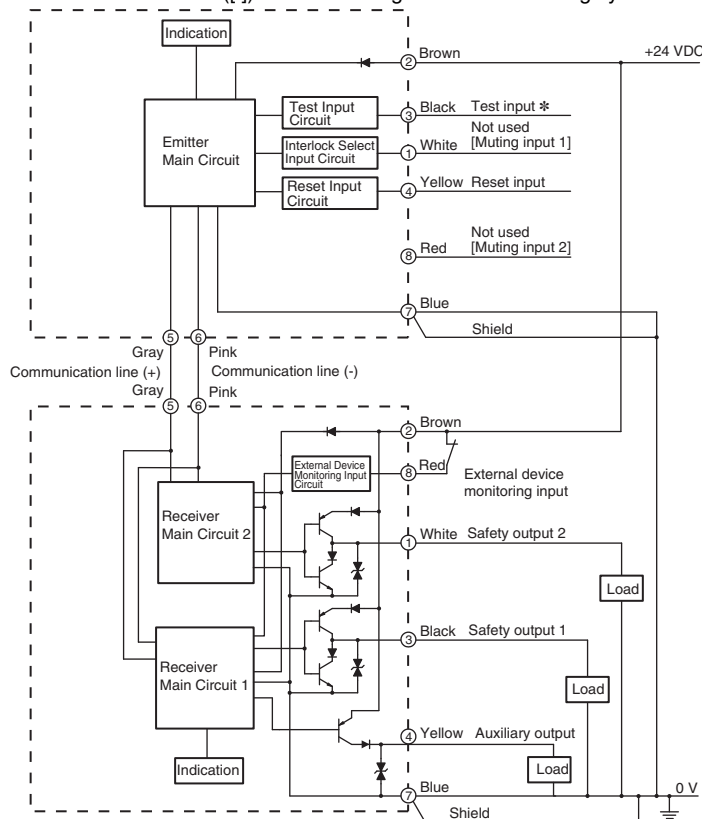 Indication
② Brown
+24 VDC
Emitter
Main Circuit
Test Input
Circuit
③ Black Test input *
Interlock Select
Input Circuit
① White Not used
[Muting input 1]
Reset Input
Circuit
④ Yellow Reset input
⑧ Red Not used
[Muting input 2]
⑦ Blue
Shield
⑤ ⑥
Gray Pink
Communication line (+) Communication line (-)
Gray Pink
⑤ ⑥
② Brown
External Device
Monitoring Input
Circuit
⑧ Red
External device
monitoring input
Receiver
Main Circuit 2
① White Safety output 2
Load
③ Black Safety output 1
Receiver
Main Circuit 1
Load
④ Yellow Auxiliary output
Indication
Load
⑦ Blue
0 V
Shield